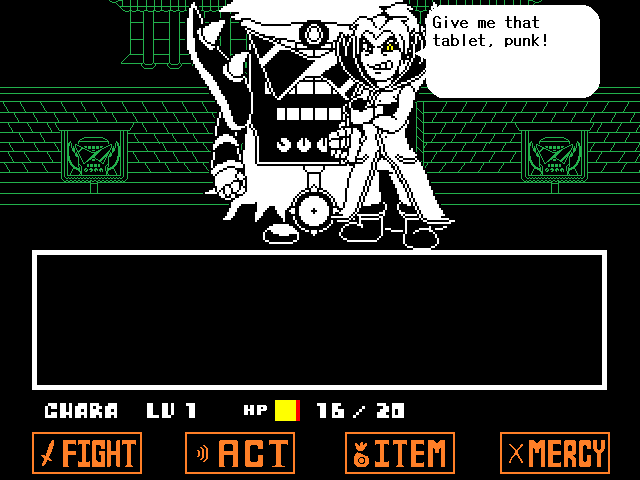 Give me that
tablet, punk!
CHARA LV 1 HP 16 / 20
FIGHT ACT ITEM MERCY